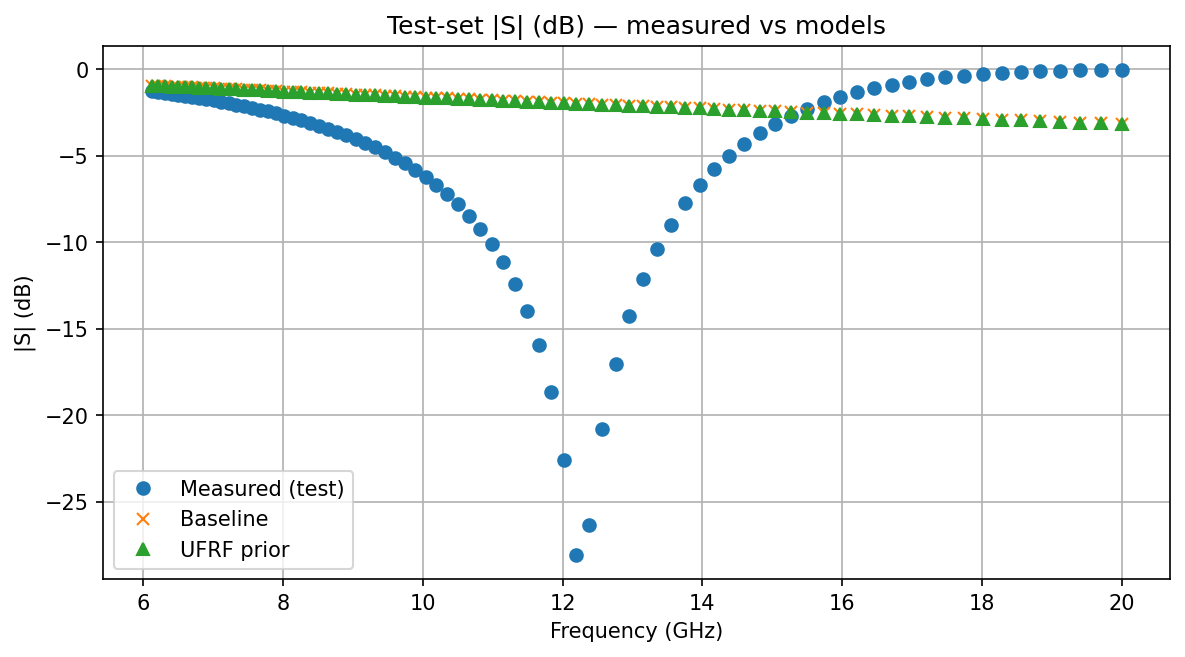 Test-set |S| (dB) — measured vs models
|S| (dB)
0
−5
−10
−15
−20
−25
Measured (test)
Baseline
UFRF prior
6
8
10
12
14
16
18
20
Frequency (GHz)